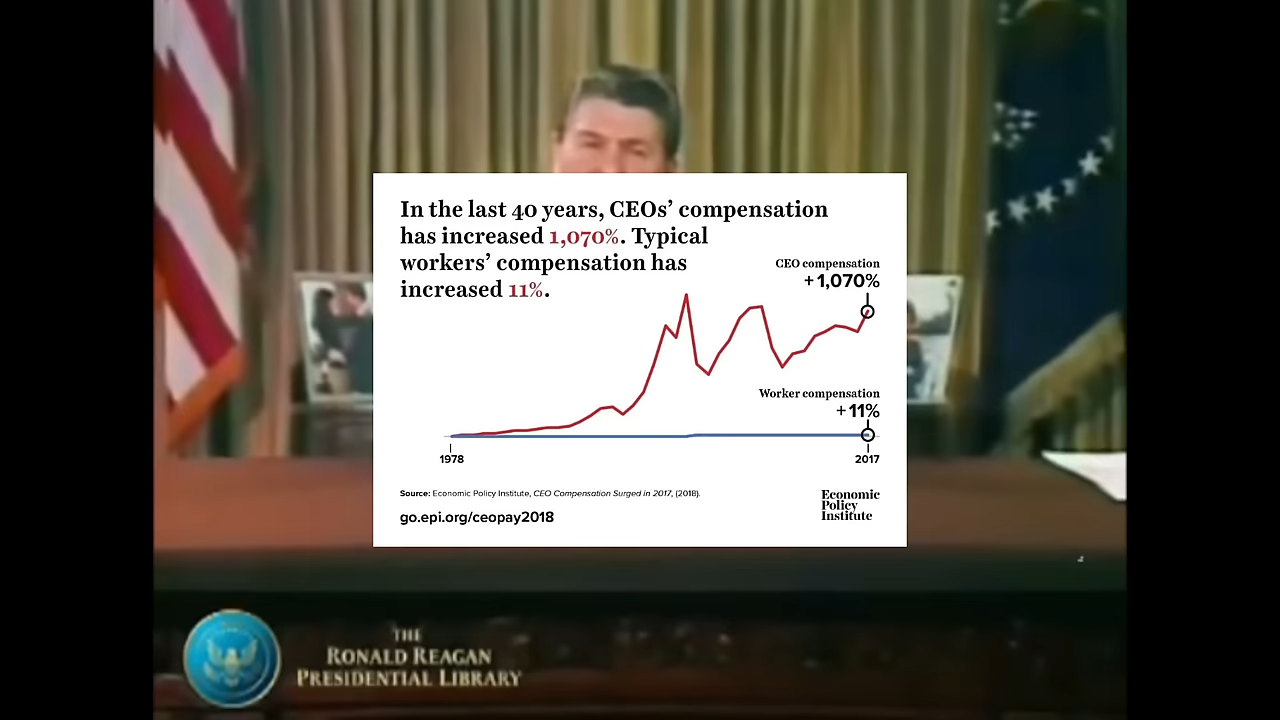 In the last 40 years, CEOs’ compensation
has increased 1,070%. Typical
workers’ compensation has
increased 11%.
CEO compensation
+1,070%
Worker compensation
+11%
1978
2017
Source: Economic Policy Institute, CEO Compensation Surged in 2017, (2018).
go.epi.org/ceopay2018
Economic
Policy
Institute
THE
RONALD REAGAN
PRESIDENTIAL LIBRARY